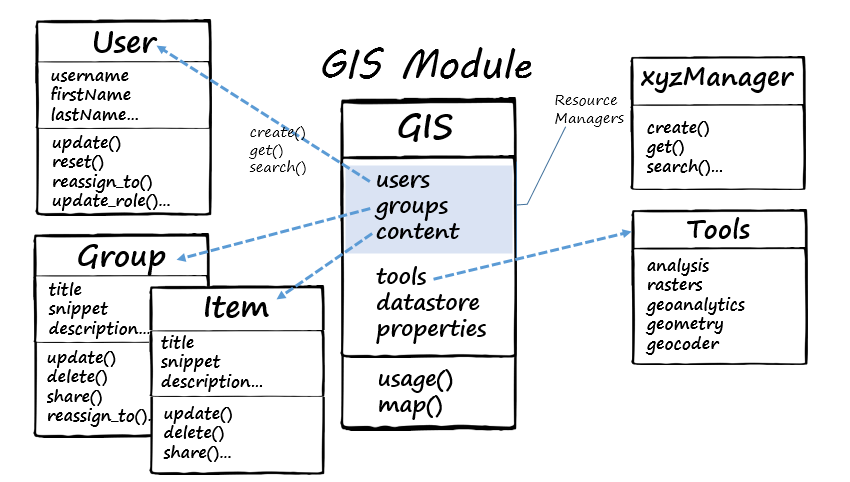 GIS Module
User
username
firstName
lastName...
update()
reset()
reassign_to()
update_role()...
create()
get()
search()
Group
title
snippet
description...
update()
delete()
share()
reassign_to()..
Item
title
snippet
description...
update()
delete()
share()...
GIS
users
groups
content
tools
datastore
properties
usage()
map()
Resource
Managers
xyzManager
create()
get()
search()...
Tools
analysis
rasters
geoanalytics
geometry
geocoder